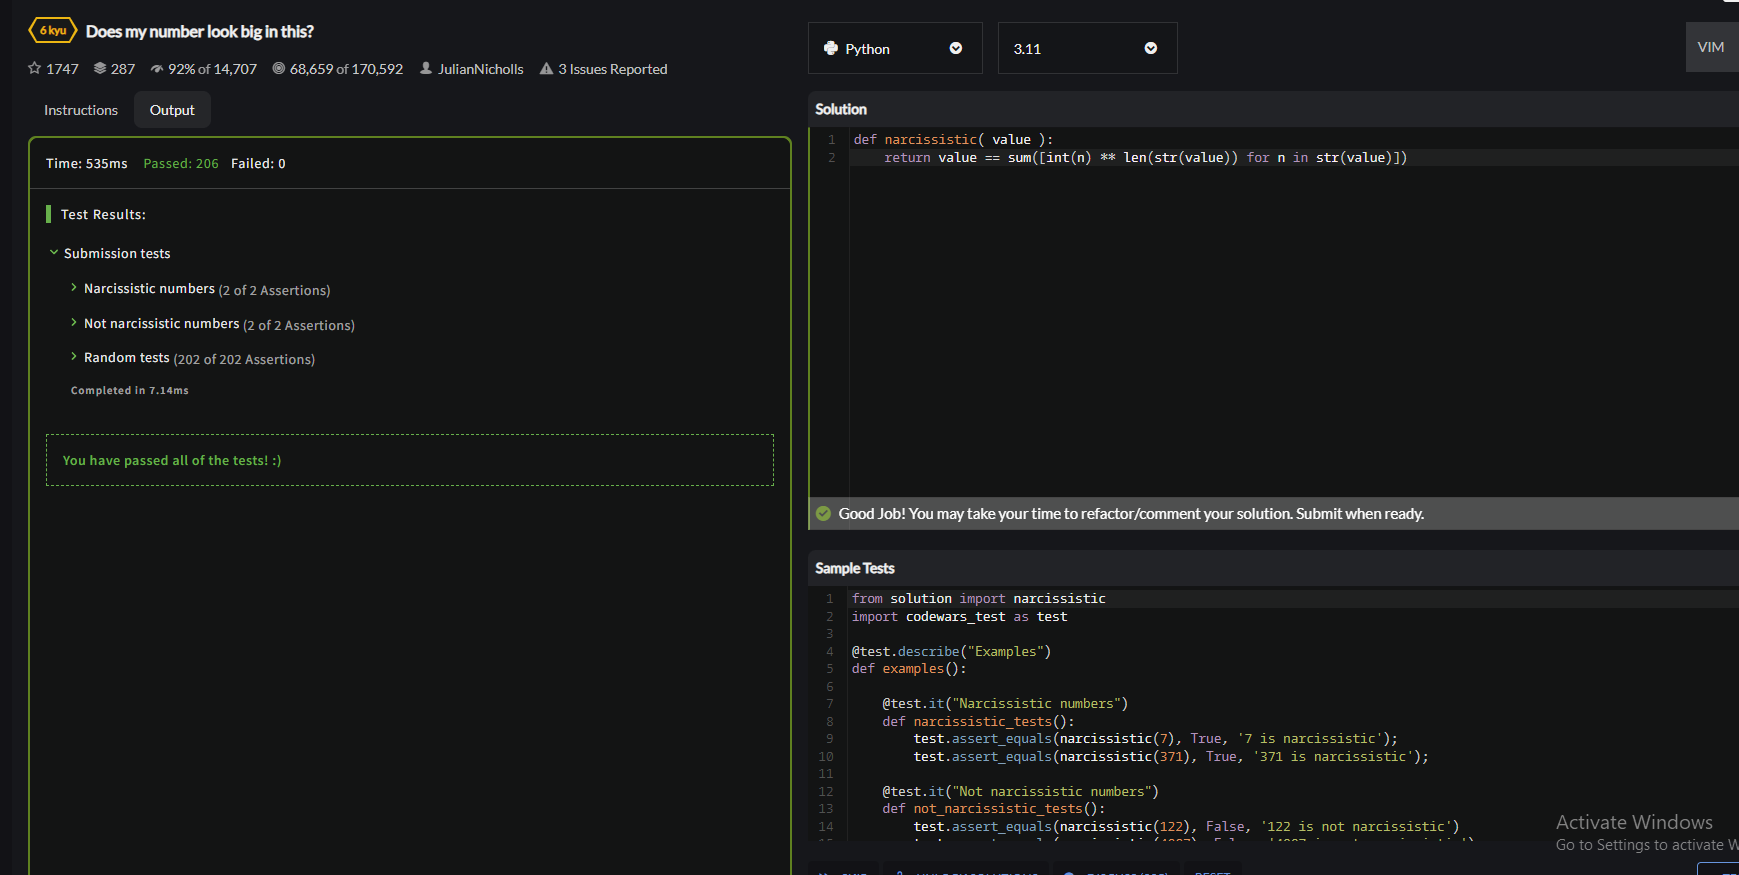 6 kyu Does my number look big in this?
1747 287 92% of 14,707 68,659 of 170,592 JulianNicholls 3 Issues Reported
Instructions Output
Time: 535ms Passed: 206 Failed: 0
Test Results:
Submission tests
Narcissistic numbers (2 of 2 Assertions)
Not narcissistic numbers (2 of 2 Assertions)
Random tests (202 of 202 Assertions)
Completed in 7.14ms
You have passed all of the tests! :)
Python 3.11 VIM
Solution
1 def narcissistic( value ):
2 return value == sum([int(n) ** len(str(value)) for n in str(value)])
Good Job! You may take your time to refactor/comment your solution. Submit when ready.
Sample Tests
1 from solution import narcissistic
2 import codewars_test as test
3
4 @test.describe("Examples")
5 def examples():
6
7 @test.it("Narcissistic numbers")
8 def narcissistic_tests():
9 test.assert_equals(narcissistic(7), True, '7 is narcissistic');
10 test.assert_equals(narcissistic(371), True, '371 is narcissistic');
11
12 @test.it("Not narcissistic numbers")
13 def not_narcissistic_tests():
14 test.assert_equals(narcissistic(122), False, '122 is not narcissistic')
Activate Windows
Go to Settings to activate W